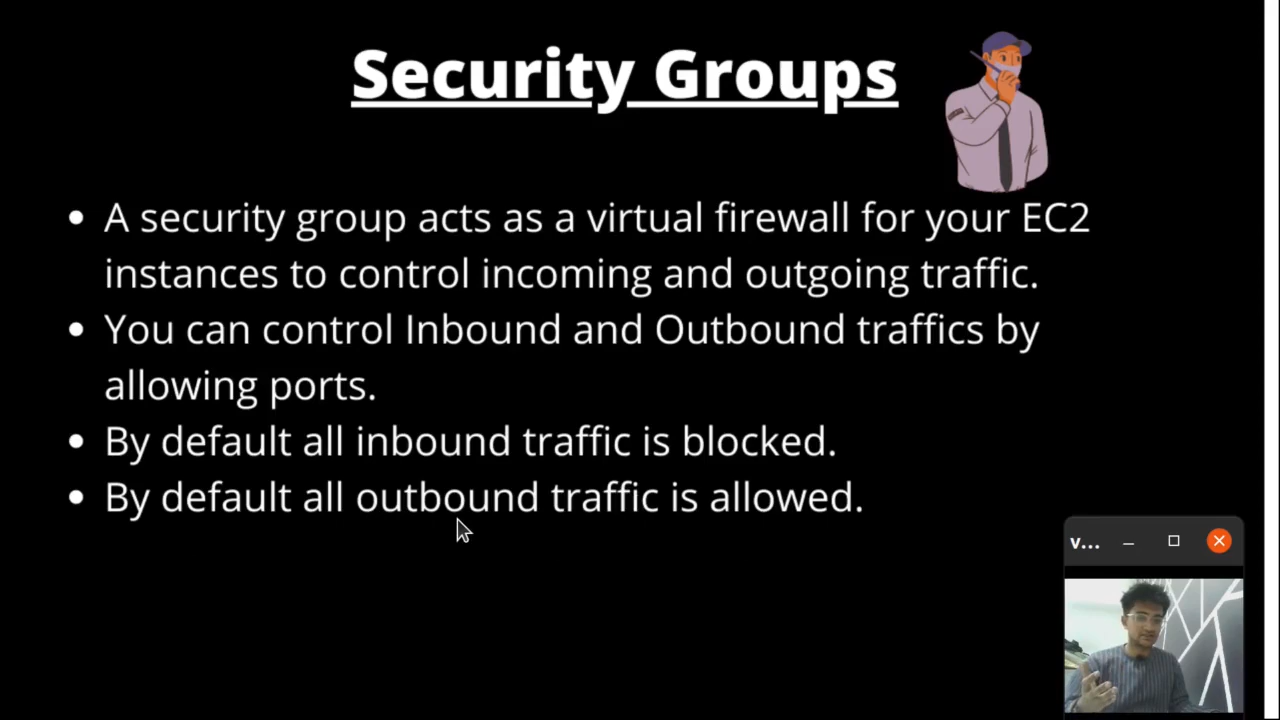 Security Groups
A security group acts as a virtual firewall for your EC2
instances to control incoming and outgoing traffic.
You can control Inbound and Outbound traffics by
allowing ports.
By default all inbound traffic is blocked.
By default all outbound traffic is allowed.
v...